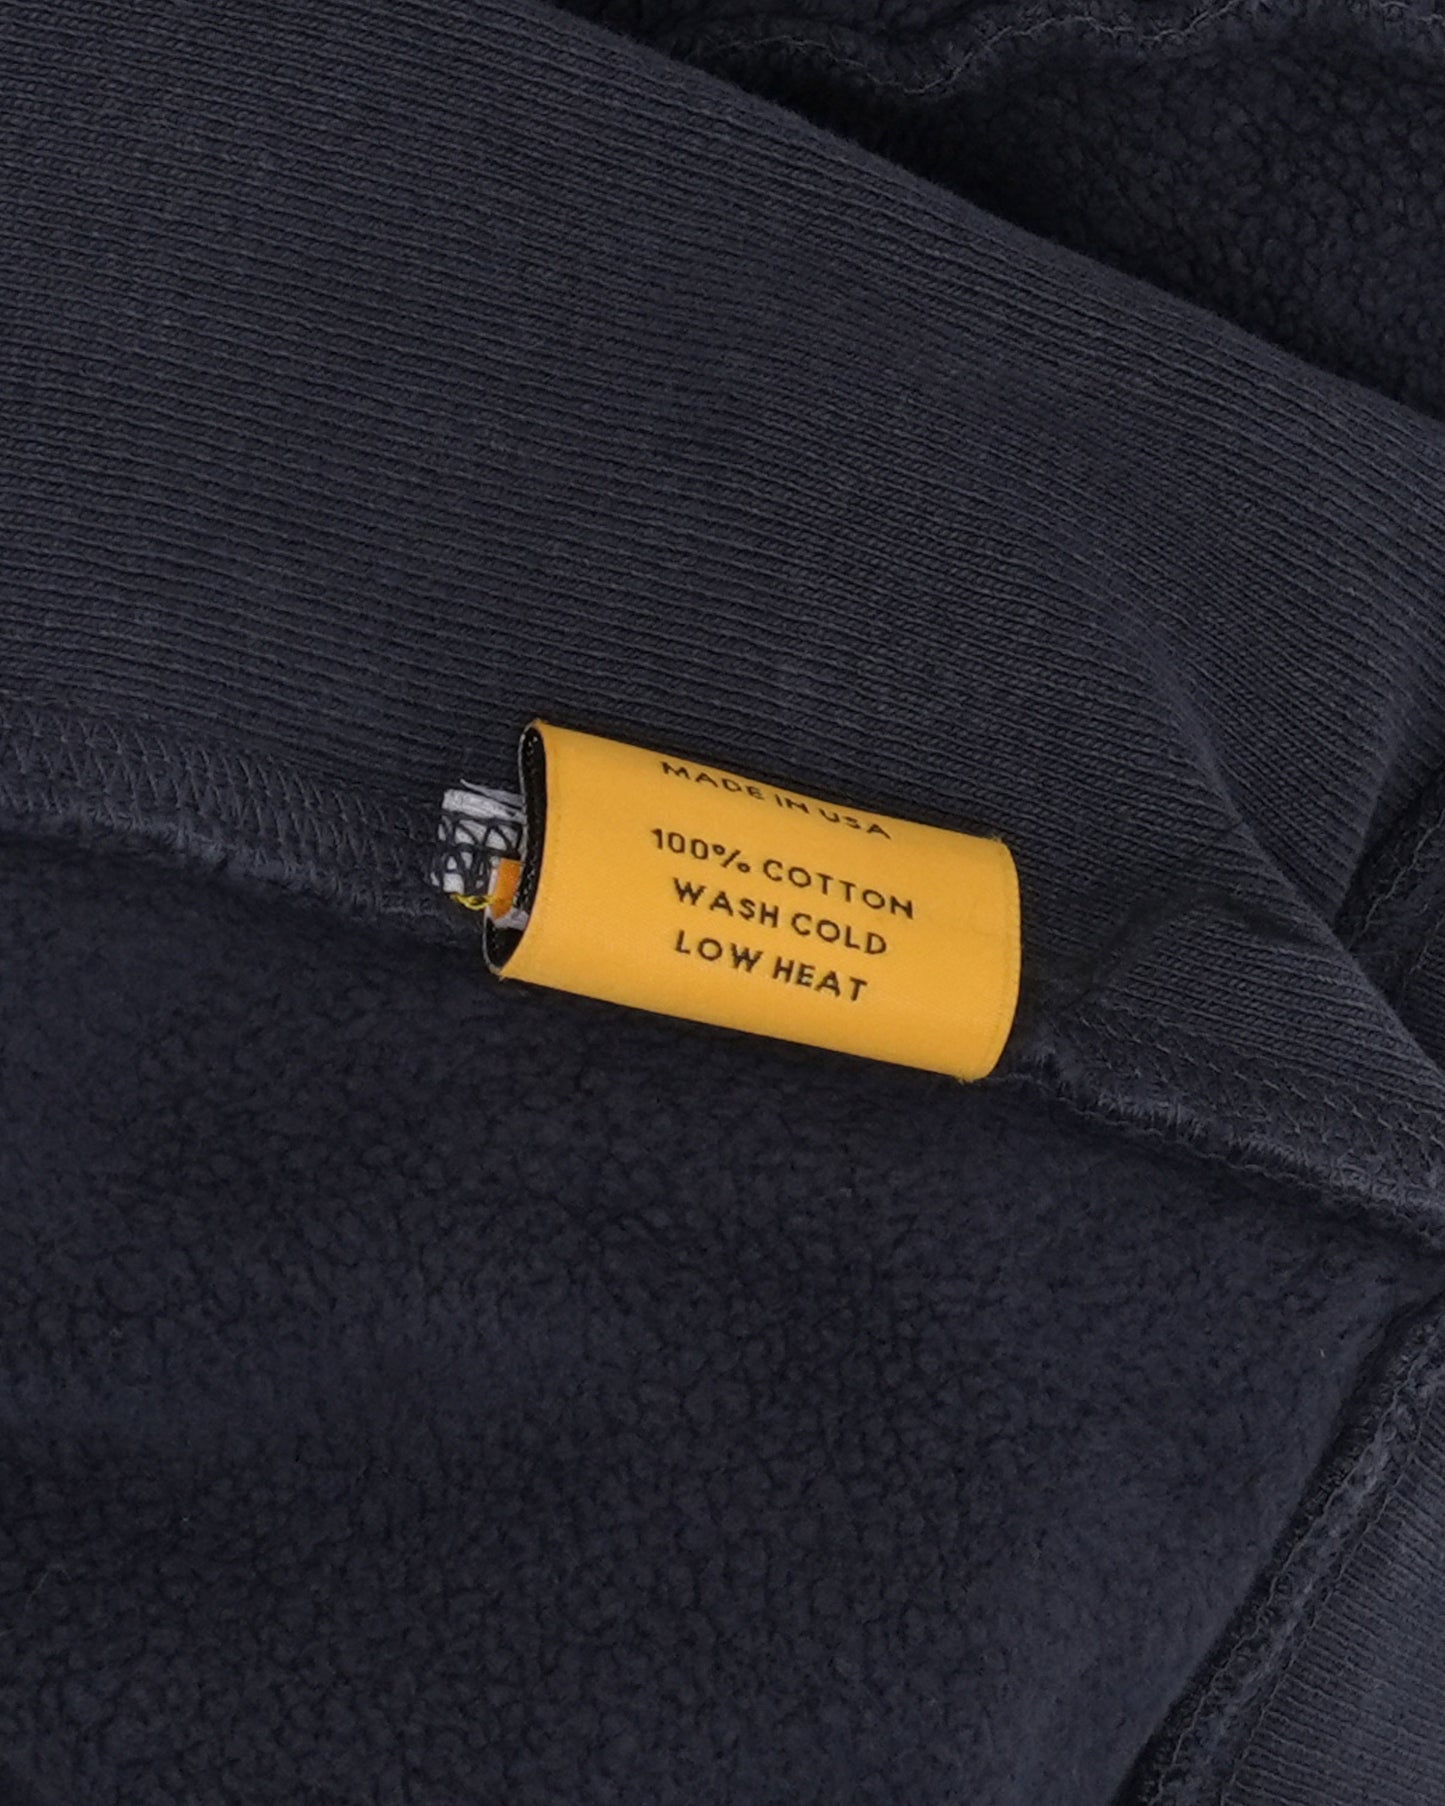 MADE IN USA
100% COTTON
WASH COLD
LOW HEAT